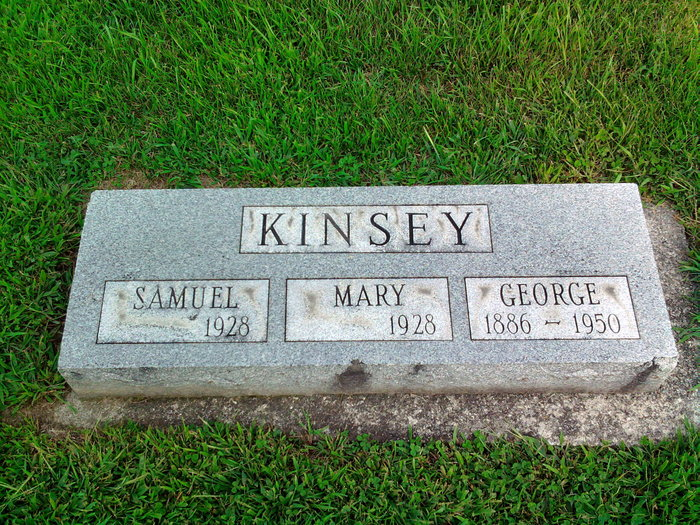 KINSEY
SAMUEL
1928
MARY
1928
GEORGE
1886 - 1950